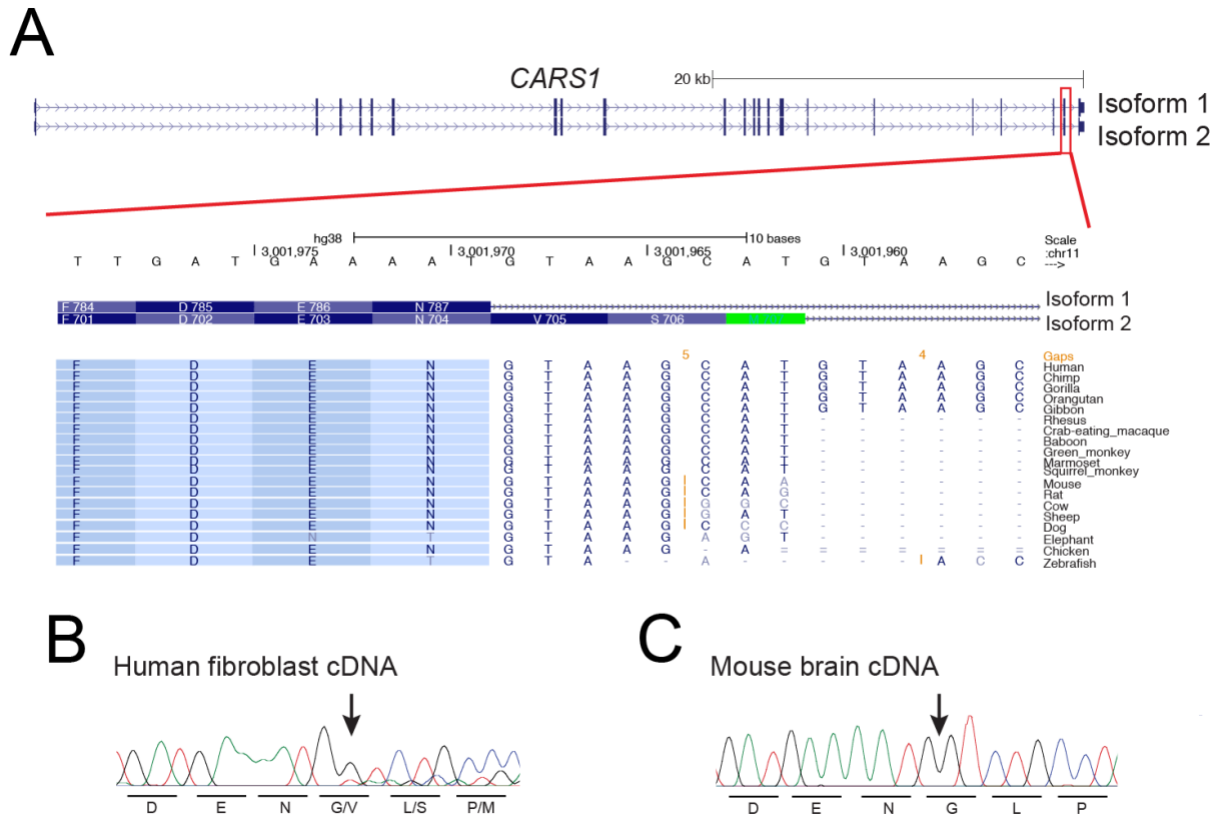 A
CARS1
20 kb
Isoform 1
Isoform 2
hg38
10 bases
Scale
3,001,975
3,001,970
3,001,965
3,001,960
:chr11
T T G A T G A A A A T G T A A G C A T G T A A G C
--->
F 784 D 785 E 786 N 787 Isoform 1
F 701 D 702 E 703 N 704 V 705 S 706 Isoform 2
5 4 Gaps
F D E N G T A A G C A T G T A A G C Human
F D E N G T A A G C A T G T A A G C Chimp
F D E N G T A A G C A T G T A A G C Gorilla
F D E N G T A A G C A T G T A A G C Orangutan
F D E N G T A A G C A T G T A A G C Gibbon
F D E N G T A A G C A T - - - - - - Rhesus
F D E N G T A A G C A T - - - - - - Crab-eating_macaque
F D E N G T A A G C A T - - - - - - Baboon
F D E N G T A A G C A T - - - - - - Green_monkey
F D E N G T A A G C A T - - - - - - Marmoset
F D E N G T A A G C A T - - - - - - Squirrel_monkey
F D E N G T A A G C A A - - - - - - Mouse
F D E N G T A A G C A G - - - - - - Rat
F D E N G T A A G G G C - - - - - - Cow
F D E N G T A A G G A T - - - - - - Sheep
F D E N G T A A G C C C - - - - - - Dog
F D N T G T A A G A G T - - - - - - Elephant
F D E N G T A A G - A = = = = = = = Chicken
F D E T G T A - - A - - - - - A C C Zebrafish
B
Human fibroblast cDNA
D E N G/V L/S P/M
C
Mouse brain cDNA
D E N G L P